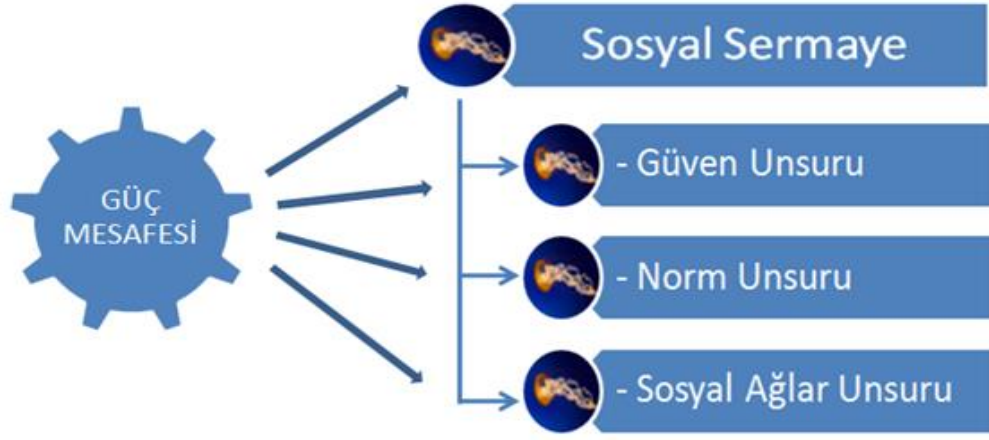 Sosyal Sermaye
GÜÇ
MESAFESİ
- Güven Unsuru
- Norm Unsuru
- Sosyal Ağlar Unsuru